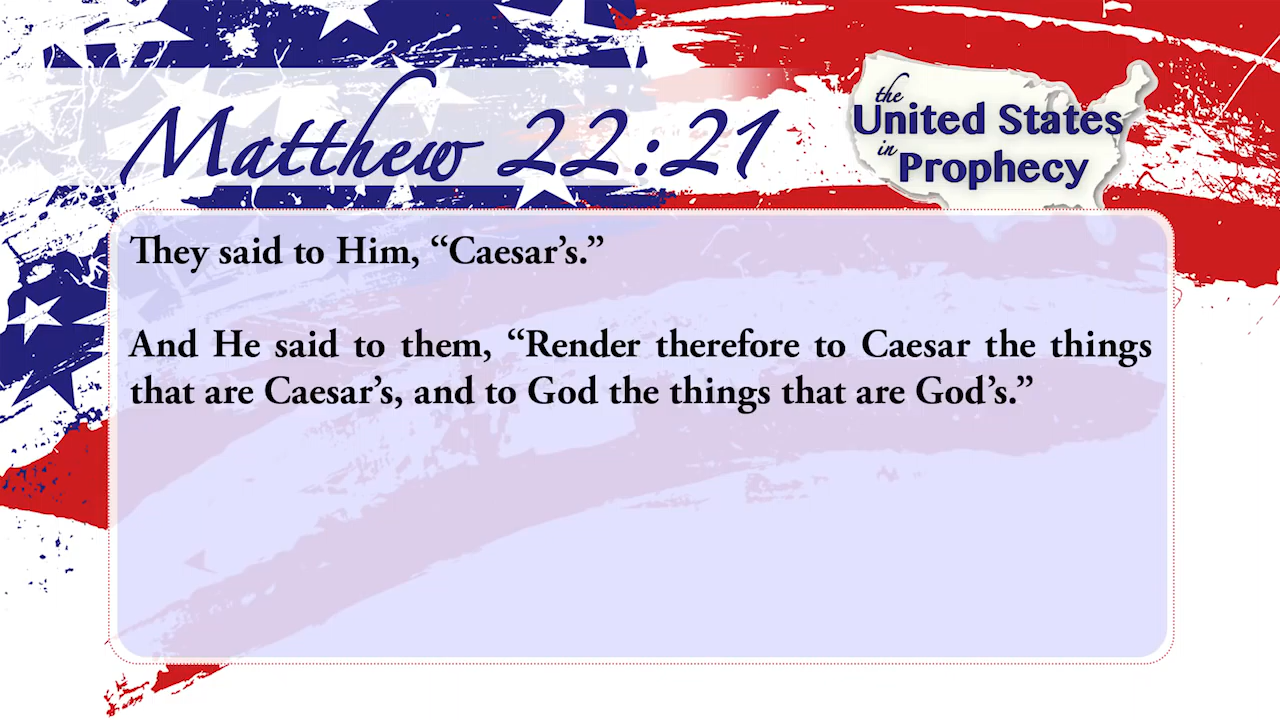 Matthew 22:21
the
United States
in
Prophecy
They said to Him, “Caesar’s.”
And He said to them, “Render therefore to Caesar the things
that are Caesar’s, and to God the things that are God’s.”